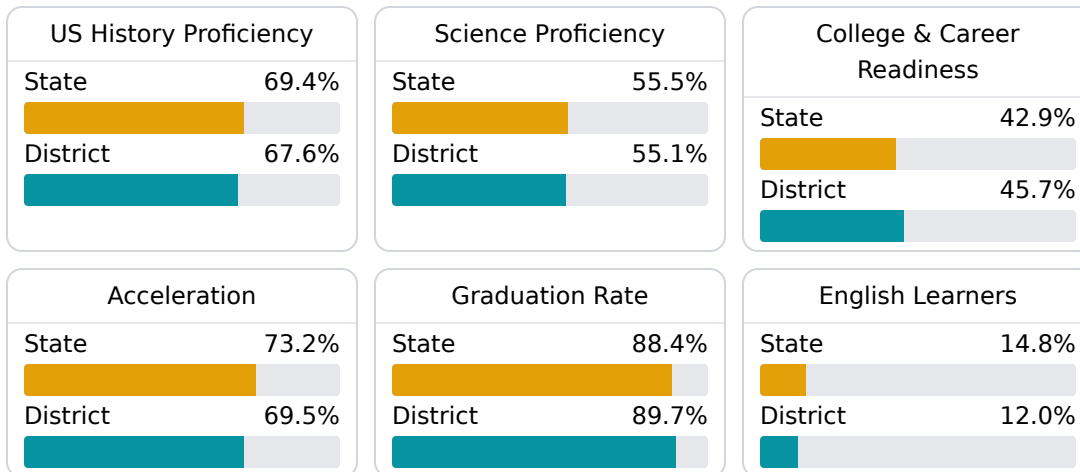 US History Proficiency
State 69.4%
District 67.6%
Science Proficiency
State 55.5%
District 55.1%
College & Career
Readiness
State 42.9%
District 45.7%
Acceleration
State 73.2%
District 69.5%
Graduation Rate
State 88.4%
District 89.7%
English Learners
State 14.8%
District 12.0%